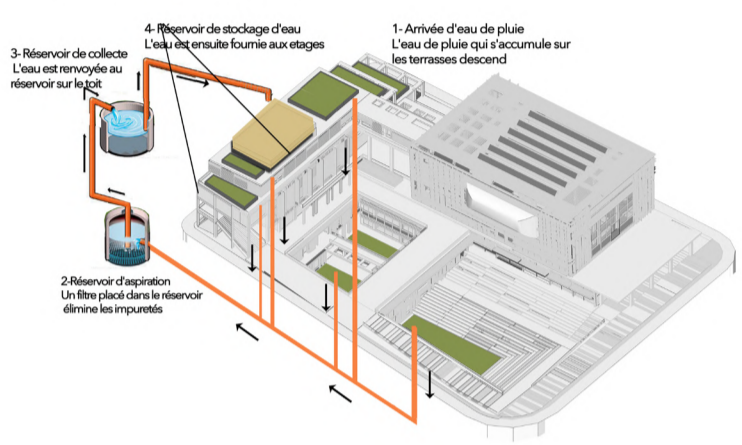 1- Arrivée d'eau de pluie
L'eau de pluie qui s'accumule sur
les terrasses descend
2-Réservoir d'aspiration
Un filtre placé dans le réservoir
élimine les impuretés
3- Réservoir de collecte
L'eau est renvoyée au
réservoir sur le toit
4- Réservoir de stockage d'eau
L'eau est ensuite fournie aux etages